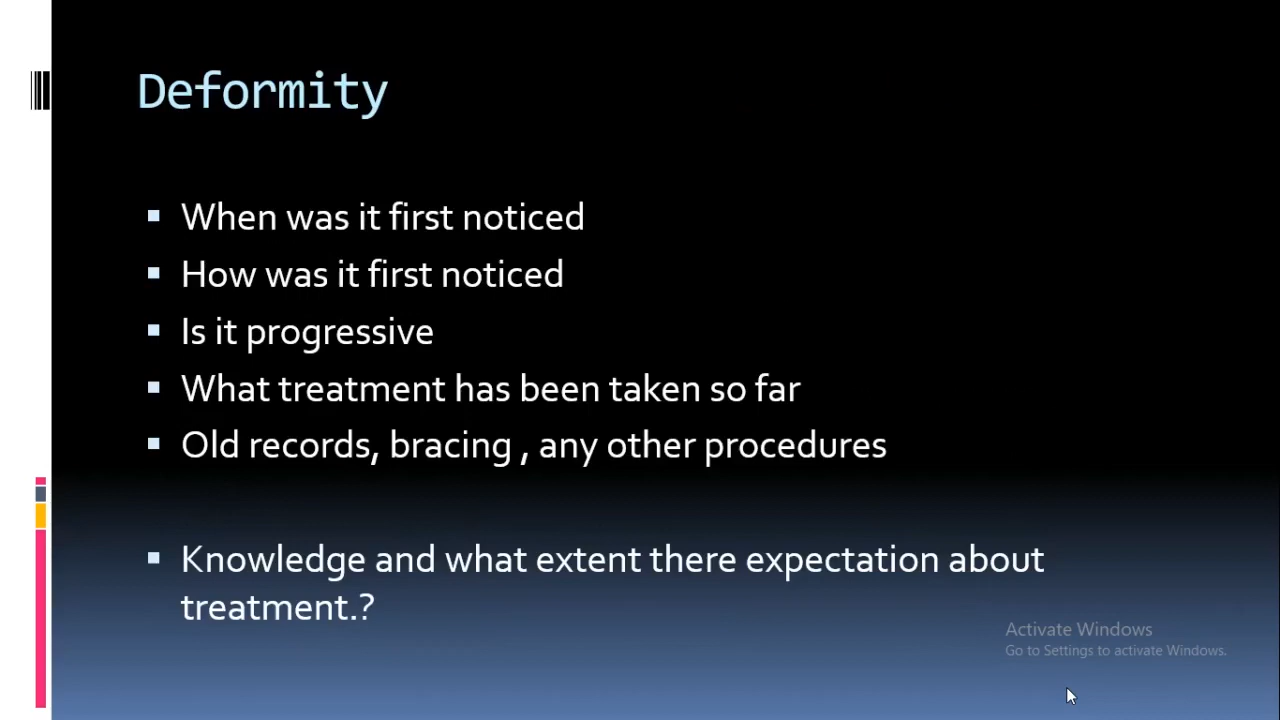 Deformity
When was it first noticed
How was it first noticed
Is it progressive
What treatment has been taken so far
Old records, bracing , any other procedures
Knowledge and what extent there expectation about
treatment.?
Activate Windows
Go to Settings to activate Windows.